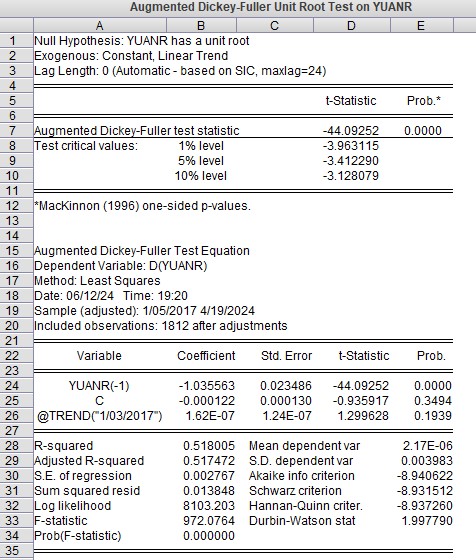 Augmented Dickey-Fuller Unit Root Test on YUANR
A B C D E
1 Null Hypothesis: YUANR has a unit root
2 Exogenous: Constant, Linear Trend
3 Lag Length: 0 (Automatic - based on SIC, maxlag=24)
4
5 t-Statistic Prob.*
6
7 Augmented Dickey-Fuller test statistic -44.09252 0.0000
8 Test critical values: 1% level -3.963115
9 5% level -3.412290
10 10% level -3.128079
11
12 *MacKinnon (1996) one-sided p-values.
13
14
15 Augmented Dickey-Fuller Test Equation
16 Dependent Variable: D(YUANR)
17 Method: Least Squares
18 Date: 06/12/24 Time: 19:20
19 Sample (adjusted): 1/05/2017 4/19/2024
20 Included observations: 1812 after adjustments
21
22 Variable Coefficient Std. Error t-Statistic Prob.
23
24 YUANR(-1) -1.035563 0.023486 -44.09252 0.0000
25 C -0.000122 0.000130 -0.935917 0.3494
26 @TREND("1/03/2017") 1.62E-07 1.24E-07 1.299628 0.1939
27
28 R-squared 0.518005 Mean dependent var 2.17E-06
29 Adjusted R-squared 0.517472 S.D. dependent var 0.003983
30 S.E. of regression 0.002767 Akaike info criterion -8.940622
31 Sum squared resid 0.013848 Schwarz criterion -8.931512
32 Log likelihood 8103.203 Hannan-Quinn criter. -8.937260
33 F-statistic 972.0764 Durbin-Watson stat 1.997790
34 Prob(F-statistic) 0.000000
35